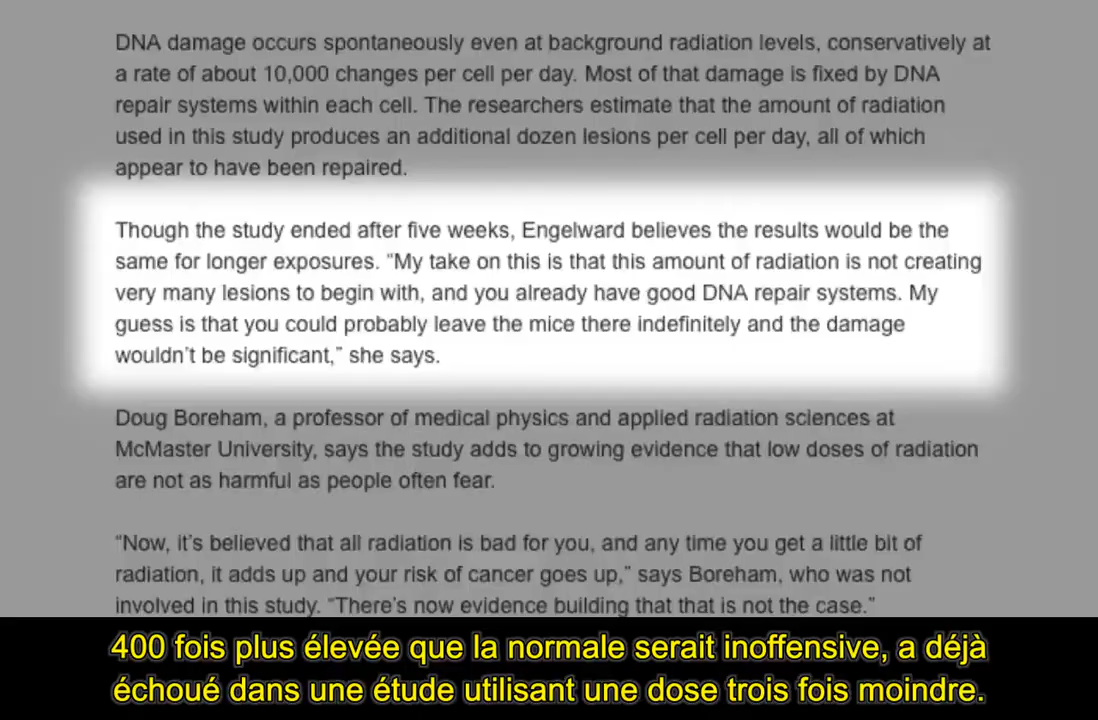 DNA damage occurs spontaneously even at background radiation levels, conservatively at
a rate of about 10,000 changes per cell per day. Most of that damage is fixed by DNA
repair systems within each cell. The researchers estimate that the amount of radiation
used in this study produces an additional dozen lesions per cell per day, all of which
appear to have been repaired.
Though the study ended after five weeks, Engelward believes the results would be the
same for longer exposures. “My take on this is that this amount of radiation is not creating
very many lesions to begin with, and you already have good DNA repair systems. My
guess is that you could probably leave the mice there indefinitely and the damage
wouldn’t be significant,” she says.
Doug Boreham, a professor of medical physics and applied radiation sciences at
McMaster University, says the study adds to growing evidence that low doses of radiation
are not as harmful as people often fear.
“Now, it’s believed that all radiation is bad for you, and any time you get a little bit of
radiation, it adds up and your risk of cancer goes up,” says Boreham, who was not
involved in this study. “There’s now evidence building that that is not the case.”
400 fois plus élevée que la normale serait inoffensive, a déjà
échoué dans une étude utilisant une dose trois fois moindre.